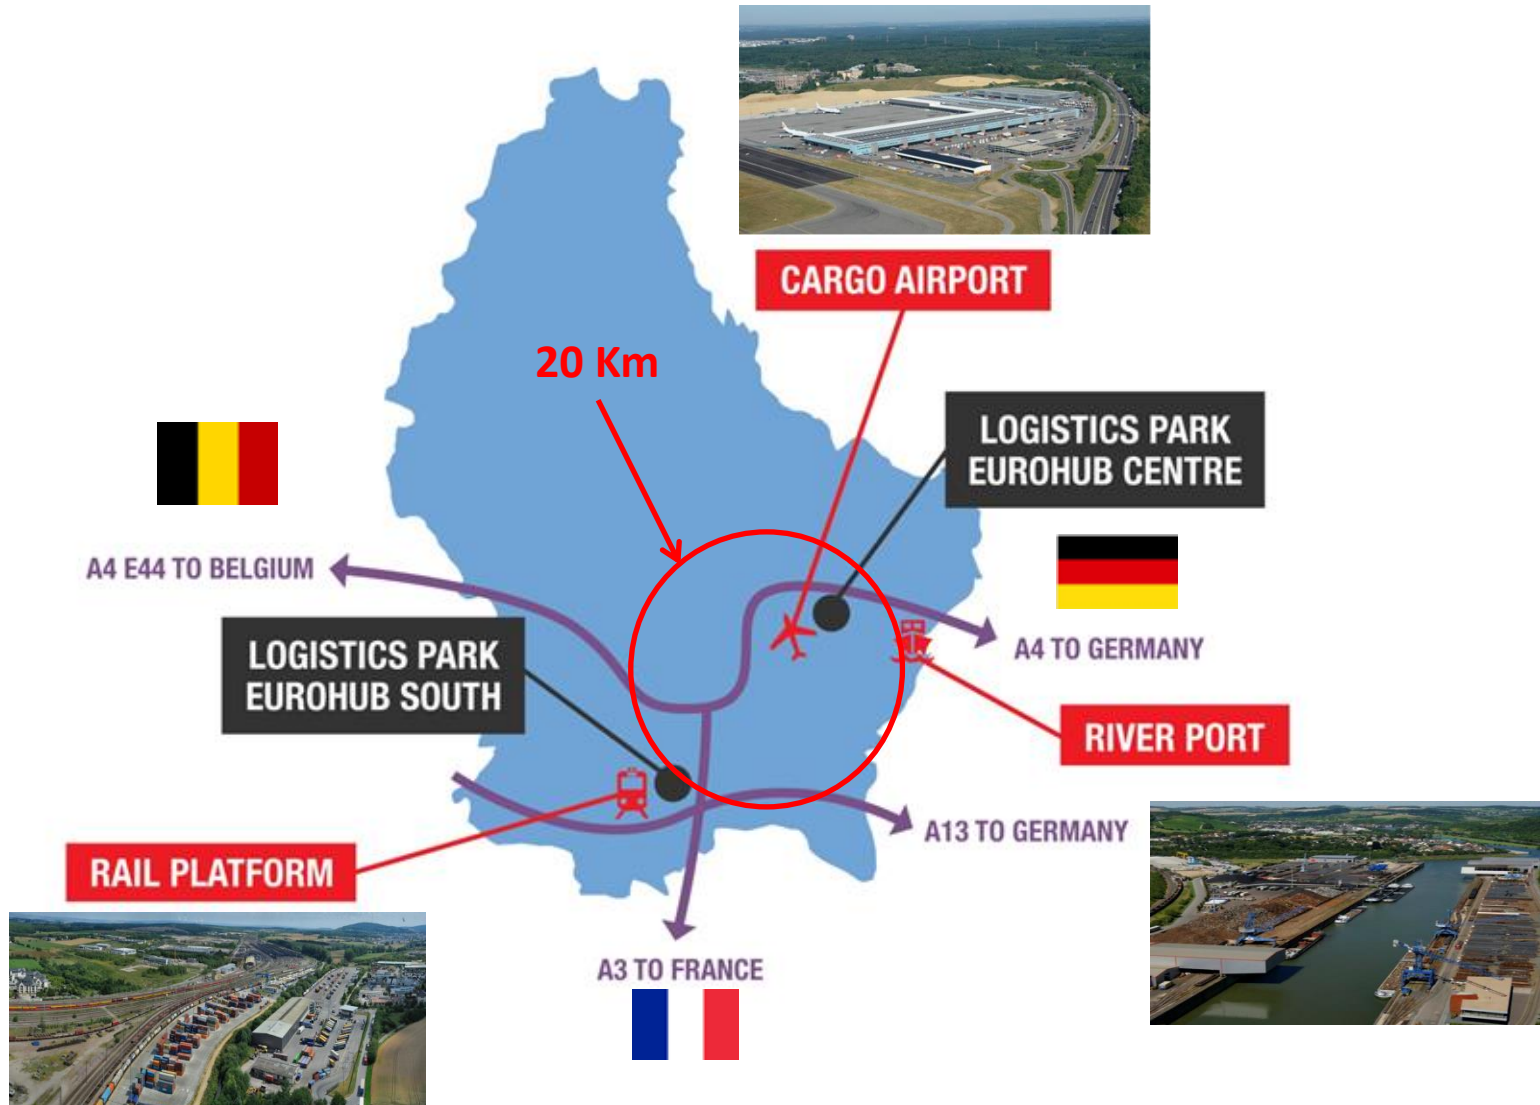 CARGO AIRPORT
20 Km
LOGISTICS PARK
EUROHUB CENTRE
A4 E44 TO BELGIUM
LOGISTICS PARK
EUROHUB SOUTH
A4 TO GERMANY
RIVER PORT
A13 TO GERMANY
RAIL PLATFORM
A3 TO FRANCE